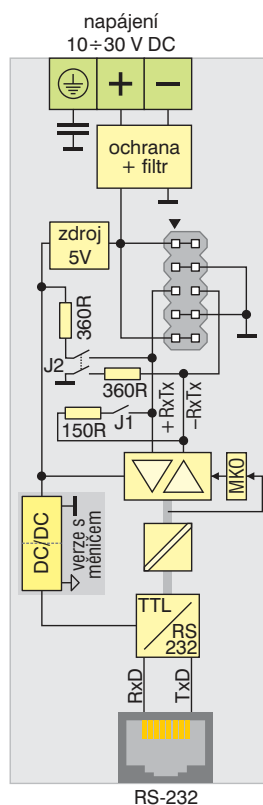 napájení
10÷30 V DC
+
−
ochrana
+ filtr
zdroj
5V
360R
J2
360R
150R
J1
+RxTx
−RxTx
MKO
DC/DC
verze s
měničem
TTL
RS
232
RxD
TxD
RS-232